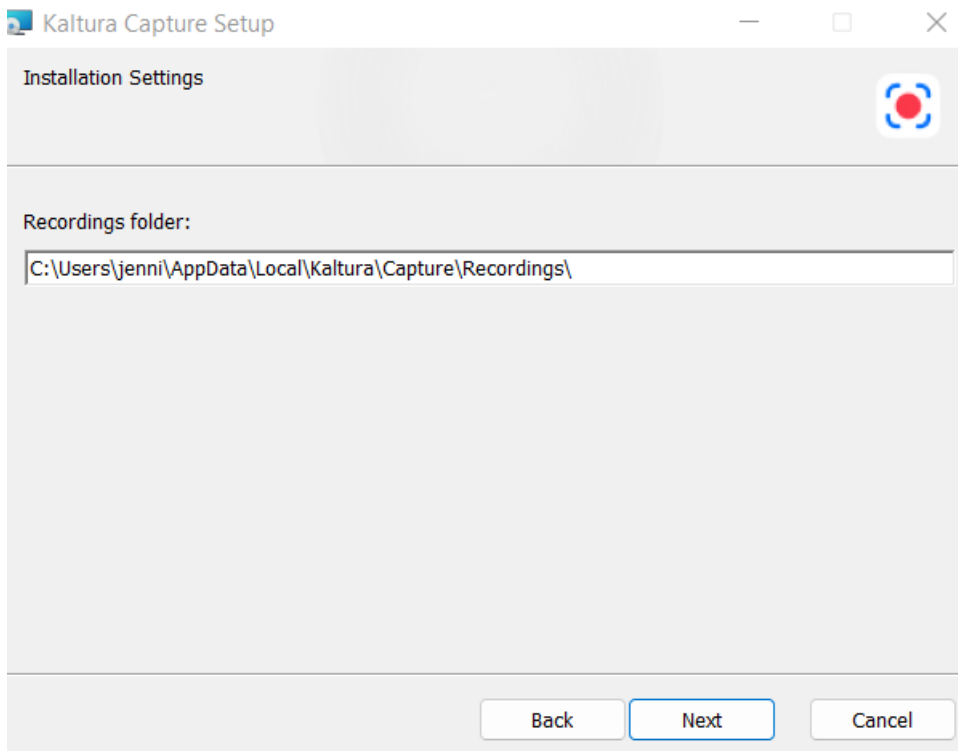 Kaltura Capture Setup
Installation Settings
Recordings folder:
C:\Users\jenni\AppData\Local\Kaltura\Capture\Recordings\
Back Next Cancel